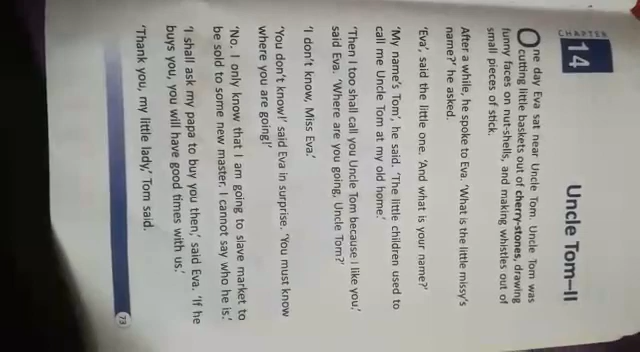 CHAPTER
14
Uncle Tom–II
One day Eva sat near Uncle Tom. Uncle Tom was
cutting little baskets out of cherry-stones, drawing
funny faces on nut-shells, and making whistles out of
small pieces of stick.
After a while, he spoke to Eva. 'What is the little missy's
name?' he asked.
'Eva', said the little one. 'And what is your name?'
'My name's Tom', he said. 'The little children used to
call me Uncle Tom at my old home.'
'Then I too shall call you Uncle Tom because I like you,'
said Eva. 'Where are you going, Uncle Tom?'
'I don't know, Miss Eva.'
'You don't know!' said Eva in surprise. 'You must know
where you are going!'
'No. I only know that I am going to slave market to
be sold to some new master. I cannot say who he is.'
'I shall ask my papa to buy you then,' said Eva. 'If he
buys you, you will have good times with us.'
'Thank you, my little lady,' Tom said.
73